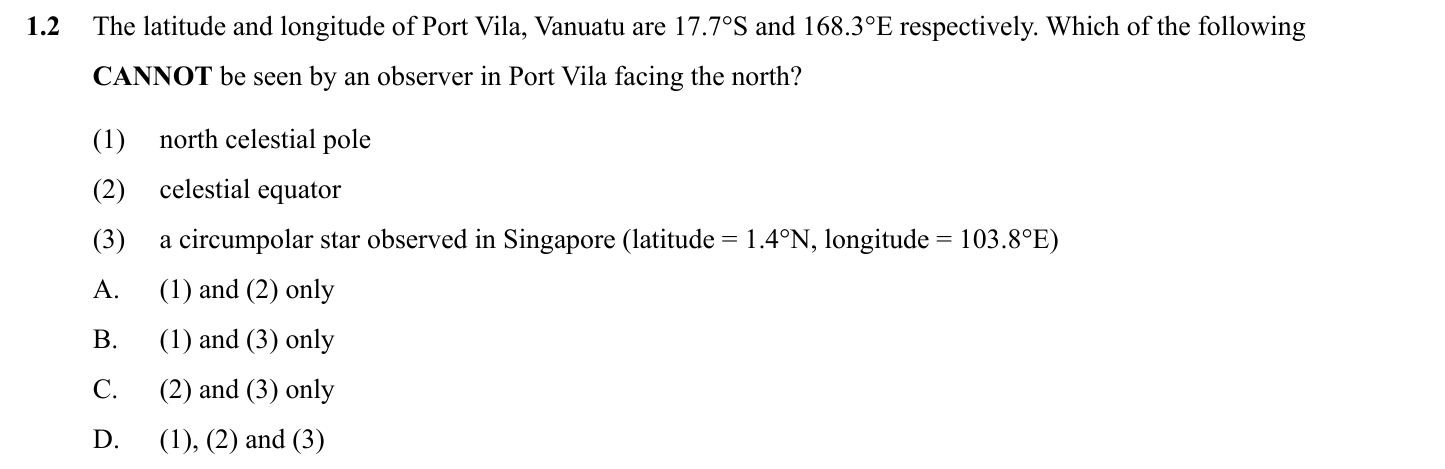 1.2 The latitude and longitude of Port Vila, Vanuatu are 17.7°S and 168.3°E respectively. Which of the following
CANNOT be seen by an observer in Port Vila facing the north?
(1) north celestial pole
(2) celestial equator
(3) a circumpolar star observed in Singapore (latitude = 1.4°N, longitude = 103.8°E)
A. (1) and (2) only
B. (1) and (3) only
C. (2) and (3) only
D. (1), (2) and (3)